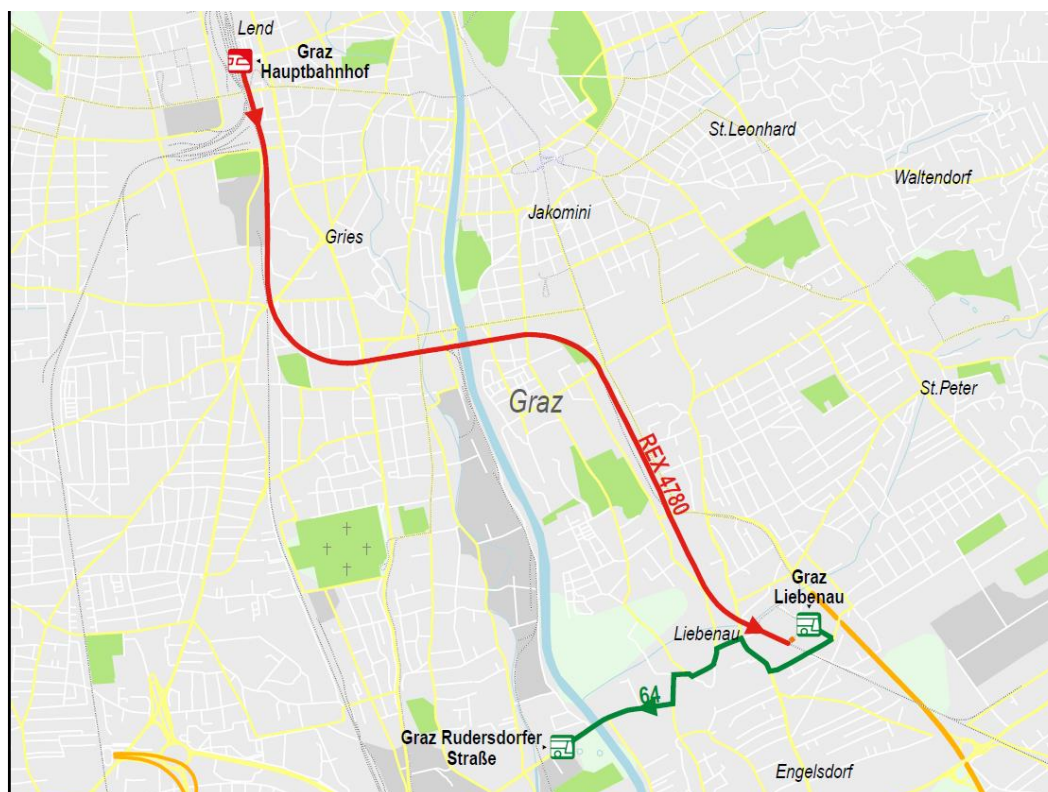 Lend
Graz
Hauptbahnhof
St.Leonhard
Waltendorf
Jakomini
Gries
St.Peter
Graz
REX 4780
Graz
Liebenau
Liebenau
64
Graz Rudersdorfer
Straße
Engelsdorf